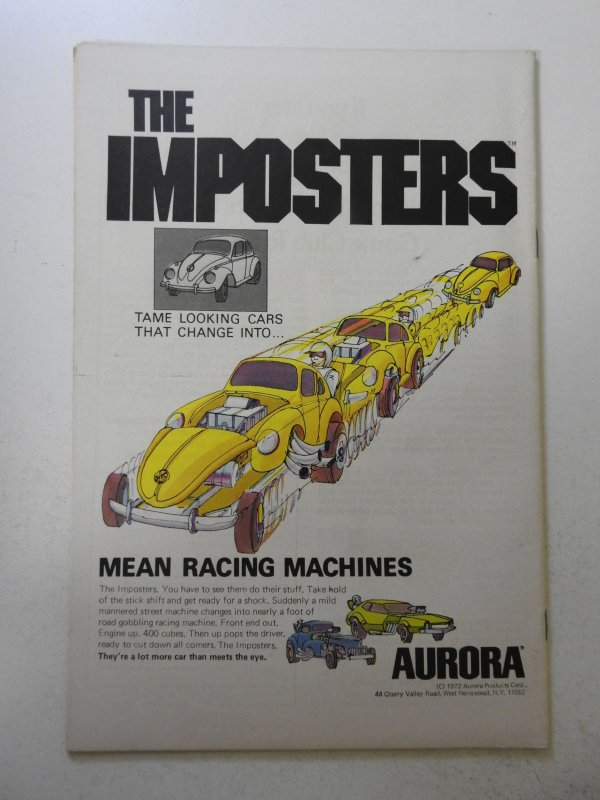 THE
IMPOSTERS™
TAME LOOKING CARS
THAT CHANGE INTO...
MEAN RACING MACHINES
The Imposters. You have to see them do their stuff. Take hold
of the stick shift and get ready for a shock. Suddenly a mild
mannered street machine changes into nearly a foot of
road gobbling racing machine. Front end out.
Engine up, 400 cubes. Then up pops the driver,
ready to cut down all comers. The Imposters.
They're a lot more car than meets the eye.
AURORA®
(C) 1972 Aurora Products Corp.,
44 Cherry Valley Road, West Hempstead, N.Y. 11552